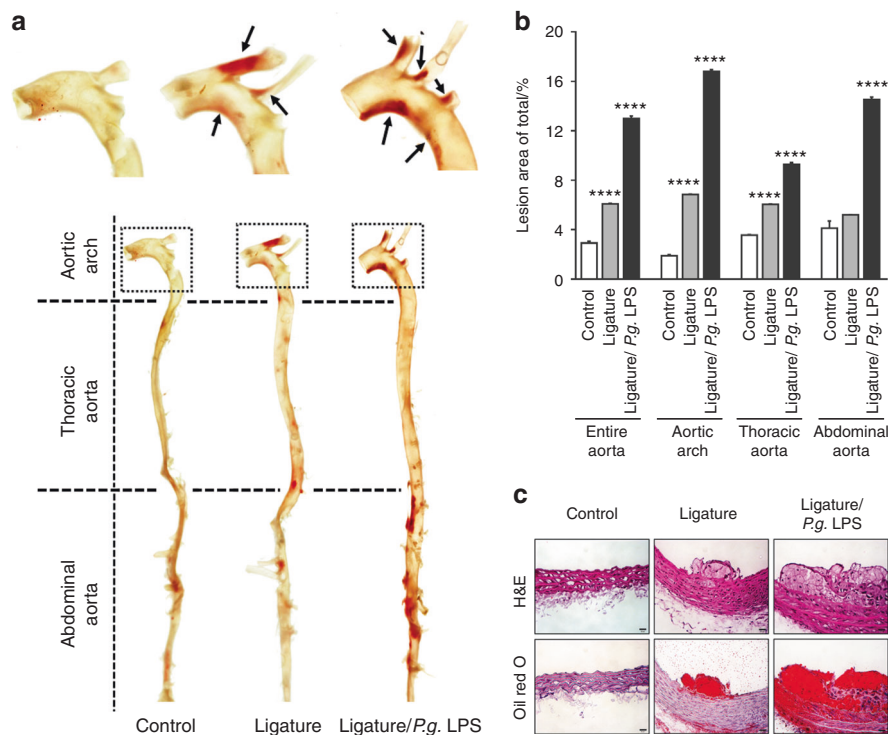 a
Aortic
arch
Thoracic
aorta
Abdominal
aorta
Control
Ligature
Ligature/P.g. LPS
b
Lesion area of total/%
20
16
12
8
4
0
****
****
****
****
****
****
****
Control
Ligature
Ligature/ P.g. LPS
Control
Ligature
Ligature/ P.g. LPS
Control
Ligature
Ligature/ P.g. LPS
Control
Ligature
Ligature/ P.g. LPS
Entire
aorta
Aortic
arch
Thoracic
aorta
Abdominal
aorta
c
Control
Ligature
Ligature/
P.g. LPS
H&E
Oil red O